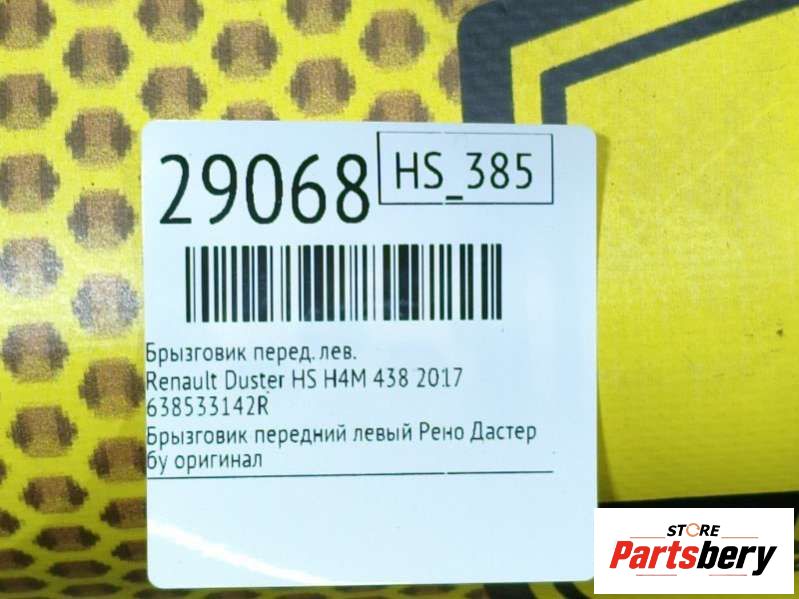 29068
HS_385
Брызговик перед. лев.
Renault Duster HS H4M 438 2017
638533142R
Брызговик передний левый Рено Дастер
бу оригинал
STORE
Partsbery